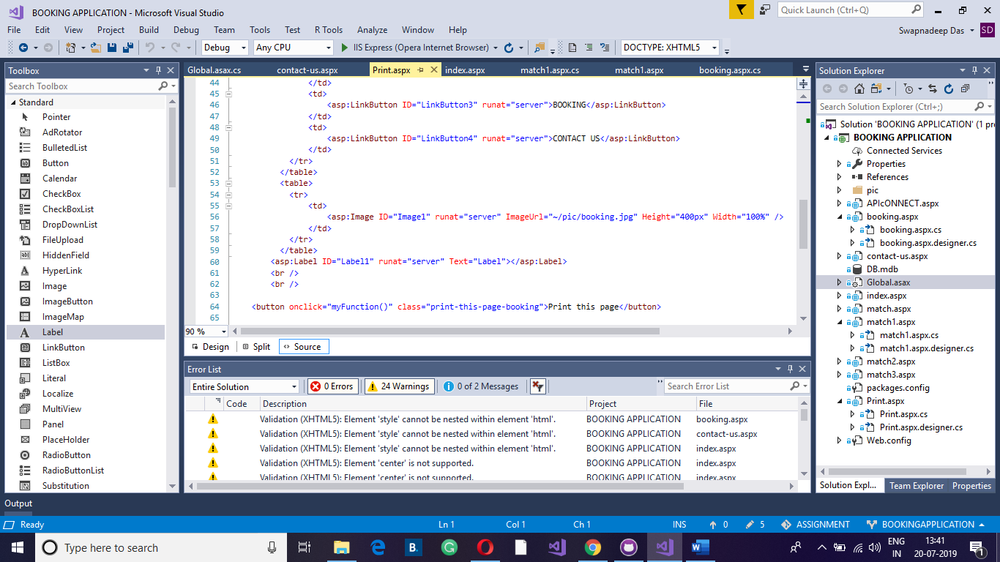 BOOKING APPLICATION - Microsoft Visual Studio
Quick Launch (Ctrl+Q)
File Edit View Project Build Debug Team Tools Test R Tools Analyze Window Help
Swapnadeep Das SD
Debug Any CPU IIS Express (Opera Internet Browser) DOCTYPE: XHTML5
Toolbox
Search Toolbox
Standard
Pointer
AdRotator
BulletedList
Button
Calendar
CheckBox
CheckBoxList
DropDownList
FileUpload
HiddenField
HyperLink
Image
ImageButton
ImageMap
Label
LinkButton
ListBox
Literal
Localize
MultiView
Panel
PlaceHolder
RadioButton
RadioButtonList
Substitution
Global.asax.cs contact-us.aspx Print.aspx index.aspx match1.aspx.cs match1.aspx booking.aspx.cs
44 </td>
45 <td>
46 <asp:LinkButton ID="LinkButton3" runat="server">BOOKING</asp:LinkButton>
47 </td>
48 <td>
49 <asp:LinkButton ID="LinkButton4" runat="server">CONTACT US</asp:LinkButton>
50 </td>
51 </tr>
52 </table>
53 <table>
54 <tr>
55 <td>
56 <asp:Image ID="Image1" runat="server" ImageUrl="~/pic/booking.jpg" Height="400px" Width="100%" />
57 </td>
58 </tr>
59 </table>
60 <asp:Label ID="Label1" runat="server" Text="Label"></asp:Label>
61 <br />
62 <br />
63
64 <button onclick="myFunction()" class="print-this-page-booking">Print this page</button>
65
90 %
Design Split Source
Error List
Entire Solution 0 Errors 24 Warnings 0 of 2 Messages Search Error List
Code Description Project File
Validation (XHTML5): Element 'style' cannot be nested within element 'html'. BOOKING APPLICATION booking.aspx
Validation (XHTML5): Element 'style' cannot be nested within element 'html'. BOOKING APPLICATION contact-us.aspx
Validation (XHTML5): Element 'style' cannot be nested within element 'html'. BOOKING APPLICATION index.aspx
Validation (XHTML5): Element 'center' is not supported. BOOKING APPLICATION index.aspx
Validation (XHTML5): Element 'center' is not supported. BOOKING APPLICATION index.aspx
Solution Explorer
Search Solution Explorer (Ctrl+;)
Solution 'BOOKING APPLICATION' (1 pr
BOOKING APPLICATION
Connected Services
Properties
References
pic
APIcONNECT.aspx
booking.aspx
booking.aspx.cs
booking.aspx.designer.cs
contact-us.aspx
DB.mdb
Global.asax
index.aspx
match.aspx
match1.aspx
match1.aspx.cs
match1.aspx.designer.cs
match2.aspx
match3.aspx
packages.config
Print.aspx
Print.aspx.cs
Print.aspx.designer.cs
Web.config
Solution Expl... Team Explorer Properties
Output
Ready Ln 1 Col 1 Ch 1 INS 0 5 ASSIGNMENT BOOKINGAPPLICATION
Type here to search
B.
ENG
IN
13:41
20-07-2019
1